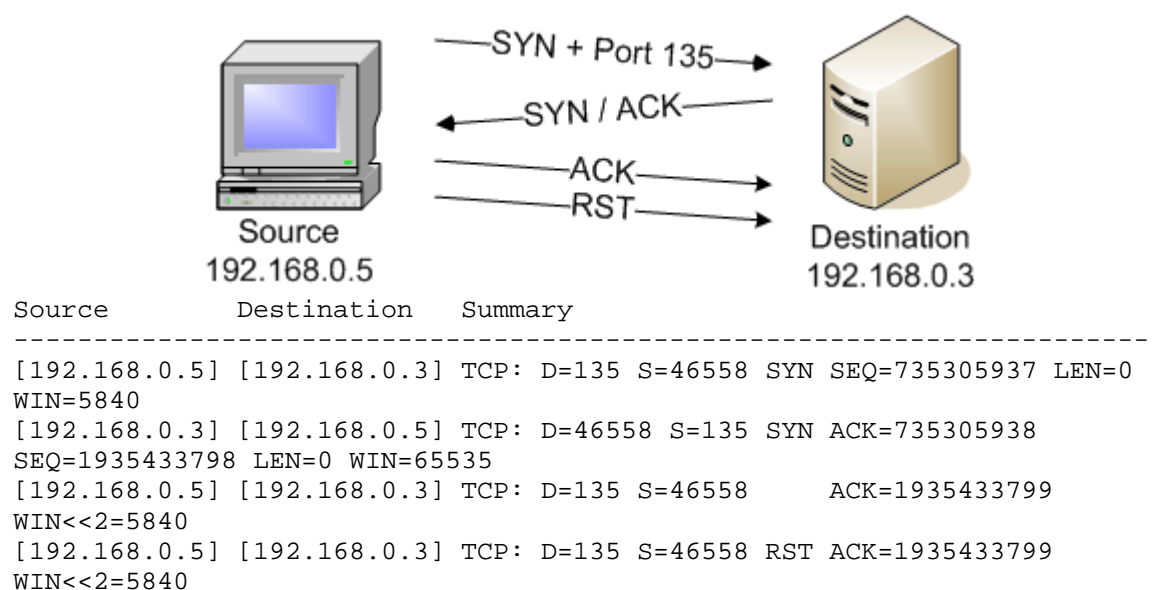 SYN + Port 135
SYN / ACK
ACK
RST
Source
192.168.0.5
Destination
192.168.0.3
Source Destination Summary
-----------------------------------------------------------------------
[192.168.0.5] [192.168.0.3] TCP: D=135 S=46558 SYN SEQ=735305937 LEN=0
WIN=5840
[192.168.0.3] [192.168.0.5] TCP: D=46558 S=135 SYN ACK=735305938
SEQ=1935433798 LEN=0 WIN=65535
[192.168.0.5] [192.168.0.3] TCP: D=135 S=46558 ACK=1935433799
WIN<<2=5840
[192.168.0.5] [192.168.0.3] TCP: D=135 S=46558 RST ACK=1935433799
WIN<<2=5840